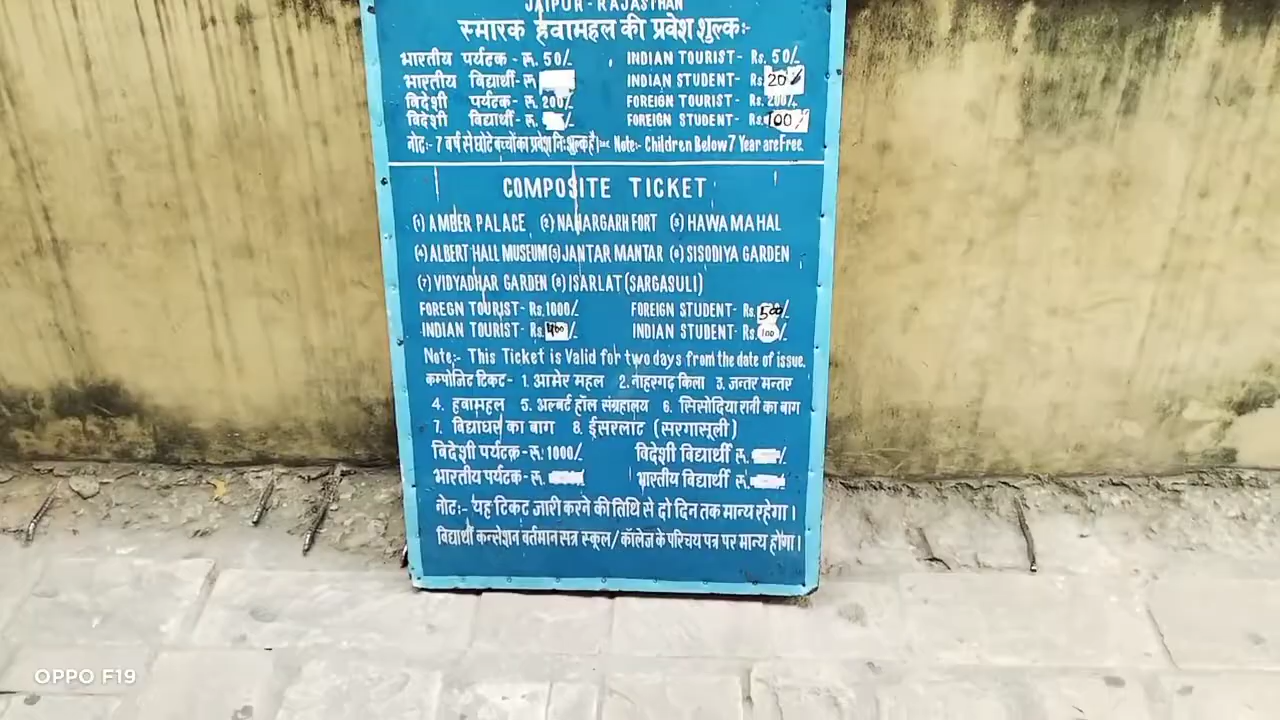 JAIPUR - RAJASTHAN
स्मारक हवामहल की प्रवेश शुल्कः-
भारतीय पर्यटक - रू. 50/- INDIAN TOURIST- Rs. 50/-
भारतीय विद्यार्थी- रू. INDIAN STUDENT- Rs. 20/-
विदेशी पर्यटक - रू. 200/- FOREIGN TOURIST- Rs. 200/-
विदेशी विद्यार्थी- रू. FOREIGN STUDENT- Rs. 100/-
नोटः- 7 वर्ष से छोटे बच्चों का प्रवेश निःशुल्क है। Note:- Children Below 7 Year are Free.
COMPOSITE TICKET
(1) AMBER PALACE (2) NAHARGARH FORT (3) HAWA MAHAL
(4) ALBERT HALL MUSEUM (5) JANTAR MANTAR (6) SISODIYA GARDEN
(7) VIDYADHAR GARDEN (8) ISARLAT (SARGASULI)
FOREGN TOURIST- Rs. 1000/- FOREIGN STUDENT- Rs. 500/-
INDIAN TOURIST- Rs. 400/- INDIAN STUDENT- Rs. 100/-
Note:- This Ticket is Valid for two days from the date of issue.
कम्पोजिट टिकट- 1. आमेर महल 2. नाहरगढ़ किला 3. जन्तर मन्तर
4. हवामहल 5. अल्बर्ट हॉल संग्रहालय 6. सिसोदिया रानी का बाग
7. विद्याधर का बाग 8. ईसरलाट (सरगासूली)
विदेशी पर्यटक- रू. 1000/- विदेशी विद्यार्थी रू.
भारतीय पर्यटक- रू. भारतीय विद्यार्थी रू.
नोटः- यह टिकट जारी करने की तिथि से दो दिन तक मान्य रहेगा।
विद्यार्थी कन्सेशन वर्तमान सत्र स्कूल/कॉलेज के परिचय पत्र पर मान्य होगा।
OPPO F19